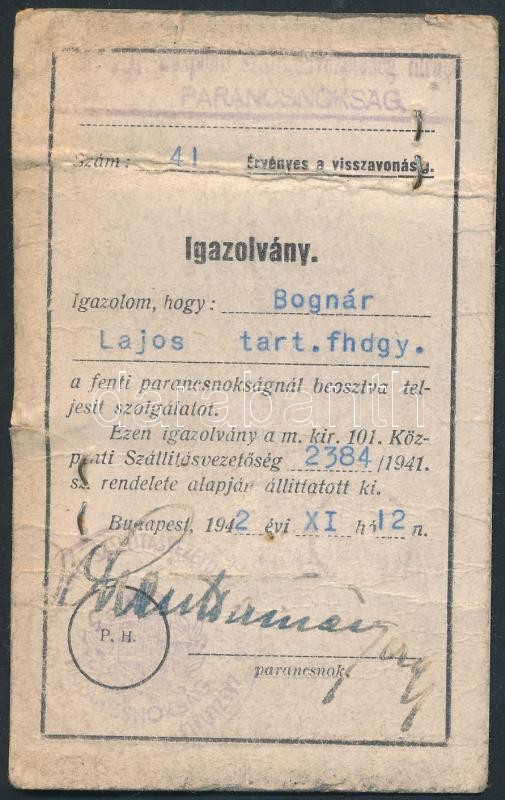 PARANCSNOKSÁG.
Szám: 41 Érvényes a visszavonásig.
Igazolvány.
Igazolom, hogy: Bognár
Lajos tart.fhdgy.
a fenti parancsnokságnál beosztva tel-
jesit szolgálatot.
Ezen igazolvány a m. kir. 101. Köz-
ponti Szállításvezetőség 2384/1941.
sz. rendelete alapján állíttatott ki.
Budapest, 1942 évi XI hó 12 n.
P. H.
parancsnok.
darabanth